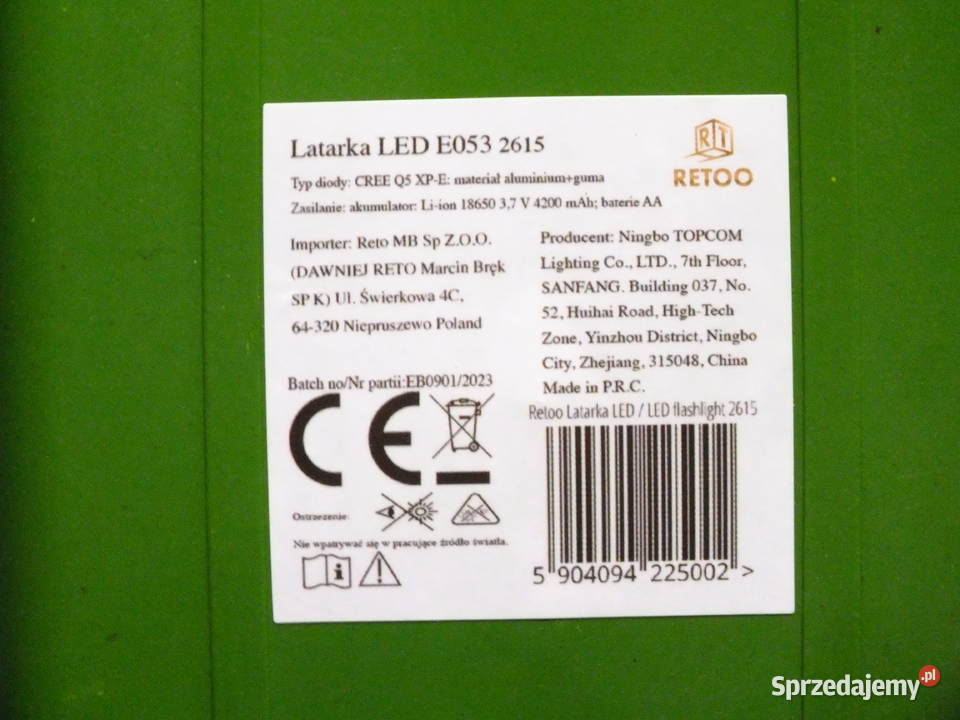 Latarka LED E053 2615
RT
RETOO
Typ diody: CREE Q5 XP-E: materiał aluminium+guma
Zasilanie: akumulator: Li-ion 18650 3,7 V 4200 mAh; baterie AA
Importer: Reto MB Sp Z.O.O.
(DAWNIEJ RETO Marcin Bręk
SP K) Ul. Świerkowa 4C,
64-320 Niepruszewo Poland
Producent: Ningbo TOPCOM
Lighting Co., LTD., 7th Floor,
SANFANG. Building 037, No.
52, Huihai Road, High-Tech
Zone, Yinzhou District, Ningbo
City, Zhejiang, 315048, China
Made in P.R.C.
Batch no/Nr partii:EB0901/2023
CE
Retoo Latarka LED / LED flashlight 2615
Ostrzeżenie:
Nie wpatrywać się w pracujące źródło światła.
5 904094 225002 >
Sprzedajemy.pl